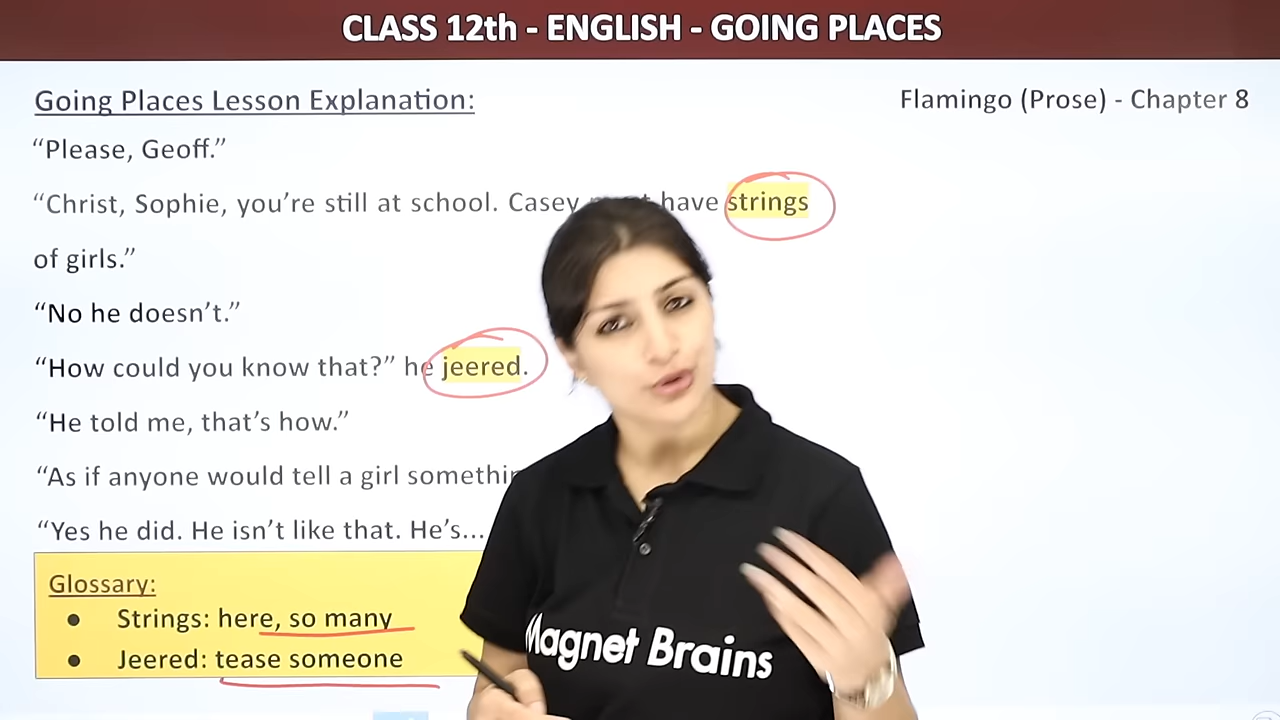 CLASS 12th - ENGLISH - GOING PLACES
Going Places Lesson Explanation:
Flamingo (Prose) - Chapter 8
“Please, Geoff.”
“Christ, Sophie, you’re still at school. Casey have strings
of girls.”
“No he doesn’t.”
“How could you know that?” he jeered.
“He told me, that’s how.”
“As if anyone would tell a girl
“Yes he did. He isn’t like that. He’s...
Glossary:
● Strings: here, so many
● Jeered: tease someone
Magnet Brains